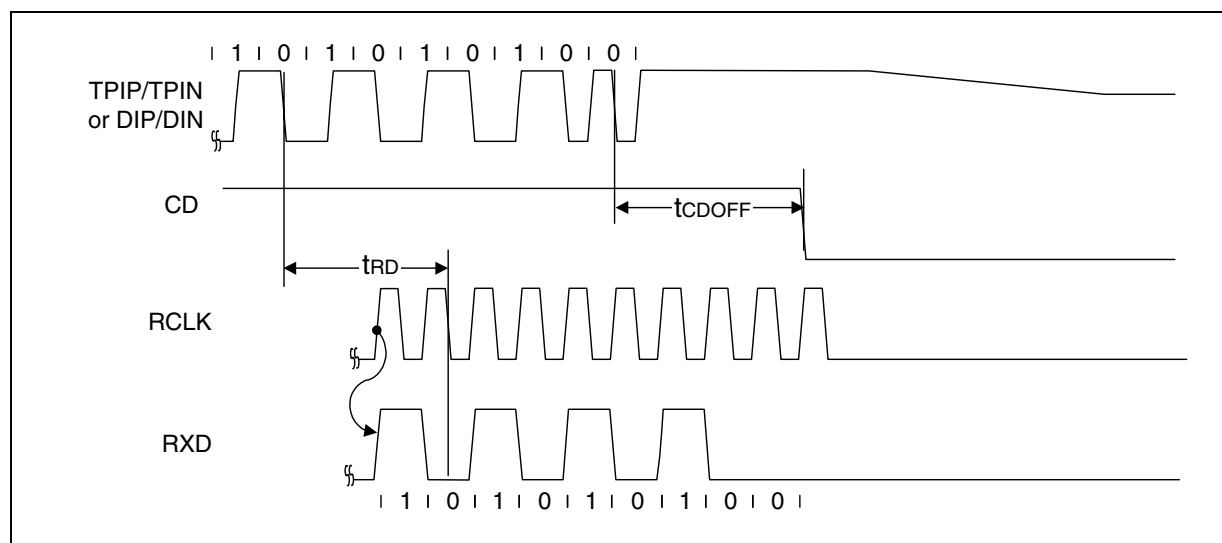 1 0 1 0 1 0 1 0 0
TPIP/TPIN
or DIP/DIN
CD
tCDOFF
tRD
RCLK
RXD
1 0 1 0 1 0 1 0 0